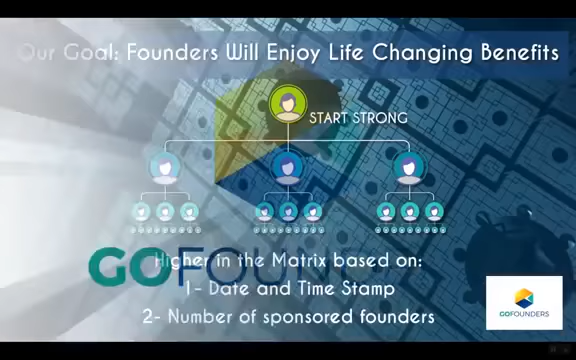 Our Goal: Founders Will Enjoy Life Changing Benefits
START STRONG
GOFOUN
Higher in the Matrix based on:
1- Date and Time Stamp
2- Number of sponsored founders
GOFOUNDERS